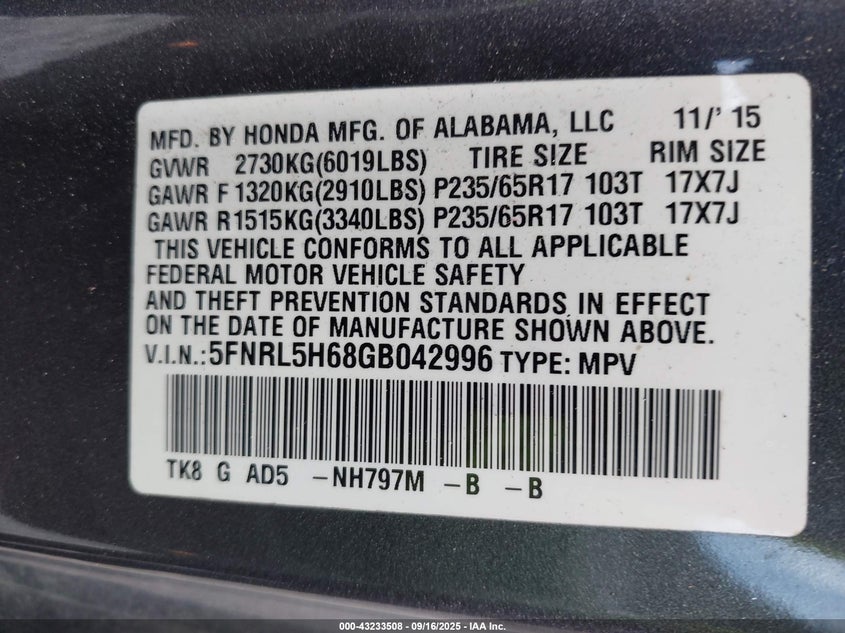 MFD. BY HONDA MFG. OF ALABAMA, LLC 11/' 15
GVWR 2730KG(6019LBS) TIRE SIZE RIM SIZE
GAWR F 1320KG(2910LBS) P235/65R17 103T 17X7J
GAWR R1515KG(3340LBS) P235/65R17 103T 17X7J
THIS VEHICLE CONFORMS TO ALL APPLICABLE
FEDERAL MOTOR VEHICLE SAFETY
AND THEFT PREVENTION STANDARDS IN EFFECT
ON THE DATE OF MANUFACTURE SHOWN ABOVE.
V.I.N.:5FNRL5H68GB042996 TYPE: MPV
TK8 G AD5 -NH797M -B -B
000-43233508 - 09/16/2025 - IAA Inc.